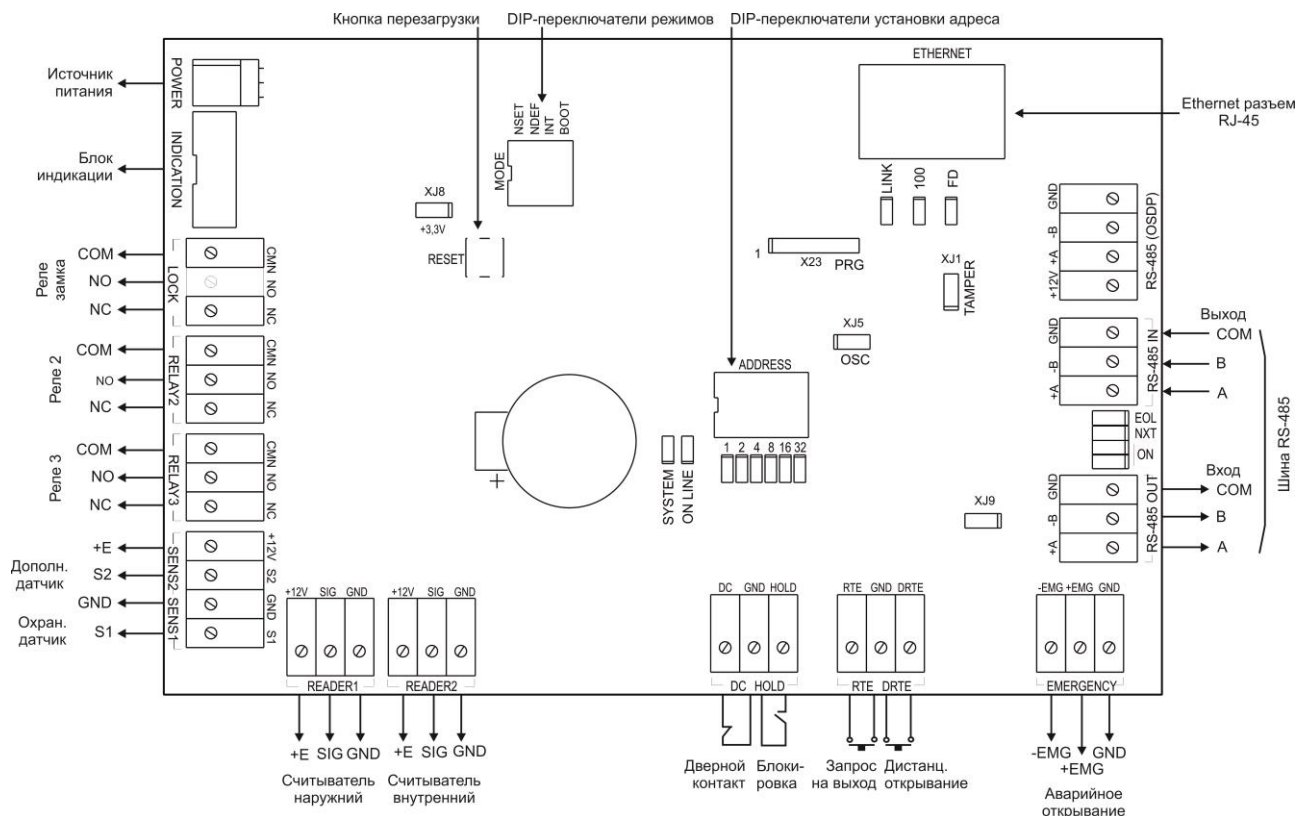 Кнопка перезагрузки
DIP-переключатели режимов
DIP-переключатели установки адреса
Источник
питания
POWER
Блок
индикации
INDICATION
NSET
NDEF
INT
BOOT
MODE
XJ8
+3,3V
RESET
ETHERNET
Ethernet разъем
RJ-45
LINK
100
FD
1
X23
PRG
XJ1
TAMPER
XJ5
OSC
GND
-B
+A
+12V
RS-485 (OSDP)
Реле
замка
COM
NO
NC
LOCK
CMN
NO
NC
Реле 2
COM
NO
NC
RELAY2
CMN
NO
NC
Реле 3
COM
NO
NC
RELAY3
CMN
NO
NC
Дополн.
датчик
Охран.
датчик
+E
S2
GND
S1
SENS2
SENS1
+12V
S2
GND
S1
+
ADDRESS
1 2 4 8 16 32
SYSTEM
ON LINE
XJ9
GND
-B
+A
RS-485 IN
Выход
COM
B
A
EOL
NXT
ON
Шина RS-485
GND
-B
+A
RS-485 OUT
Вход
COM
B
A
+12V SIG GND
READER1
+E SIG GND
Считыватель
наружний
+12V SIG GND
READER2
+E SIG GND
Считыватель
внутренний
DC GND HOLD
DC HOLD
Дверной
контакт
Блоки-
ровка
RTE GND DRTE
RTE DRTE
Запрос
на выход
Дистанц.
открывание
-EMG +EMG GND
EMERGENCY
-EMG GND
+EMG
Аварийное
открывание